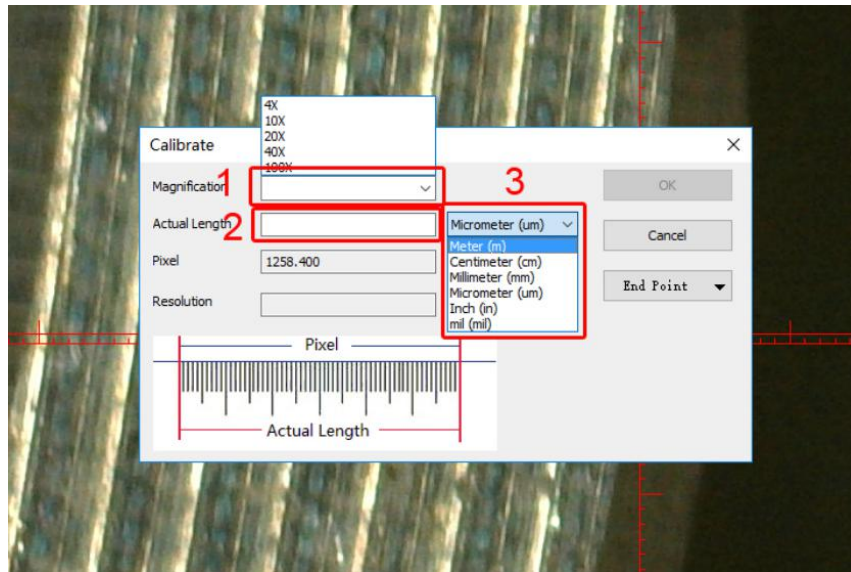 4X
10X
20X
40X
100X
Calibrate
Magnification
1
3
OK
Actual Length
2
Micrometer (um)
Cancel
Meter (m)
Centimeter (cm)
Millimeter (mm)
Micrometer (um)
Inch (in)
mil (mil)
Pixel
1258.400
End Point
Resolution
Pixel
Actual Length